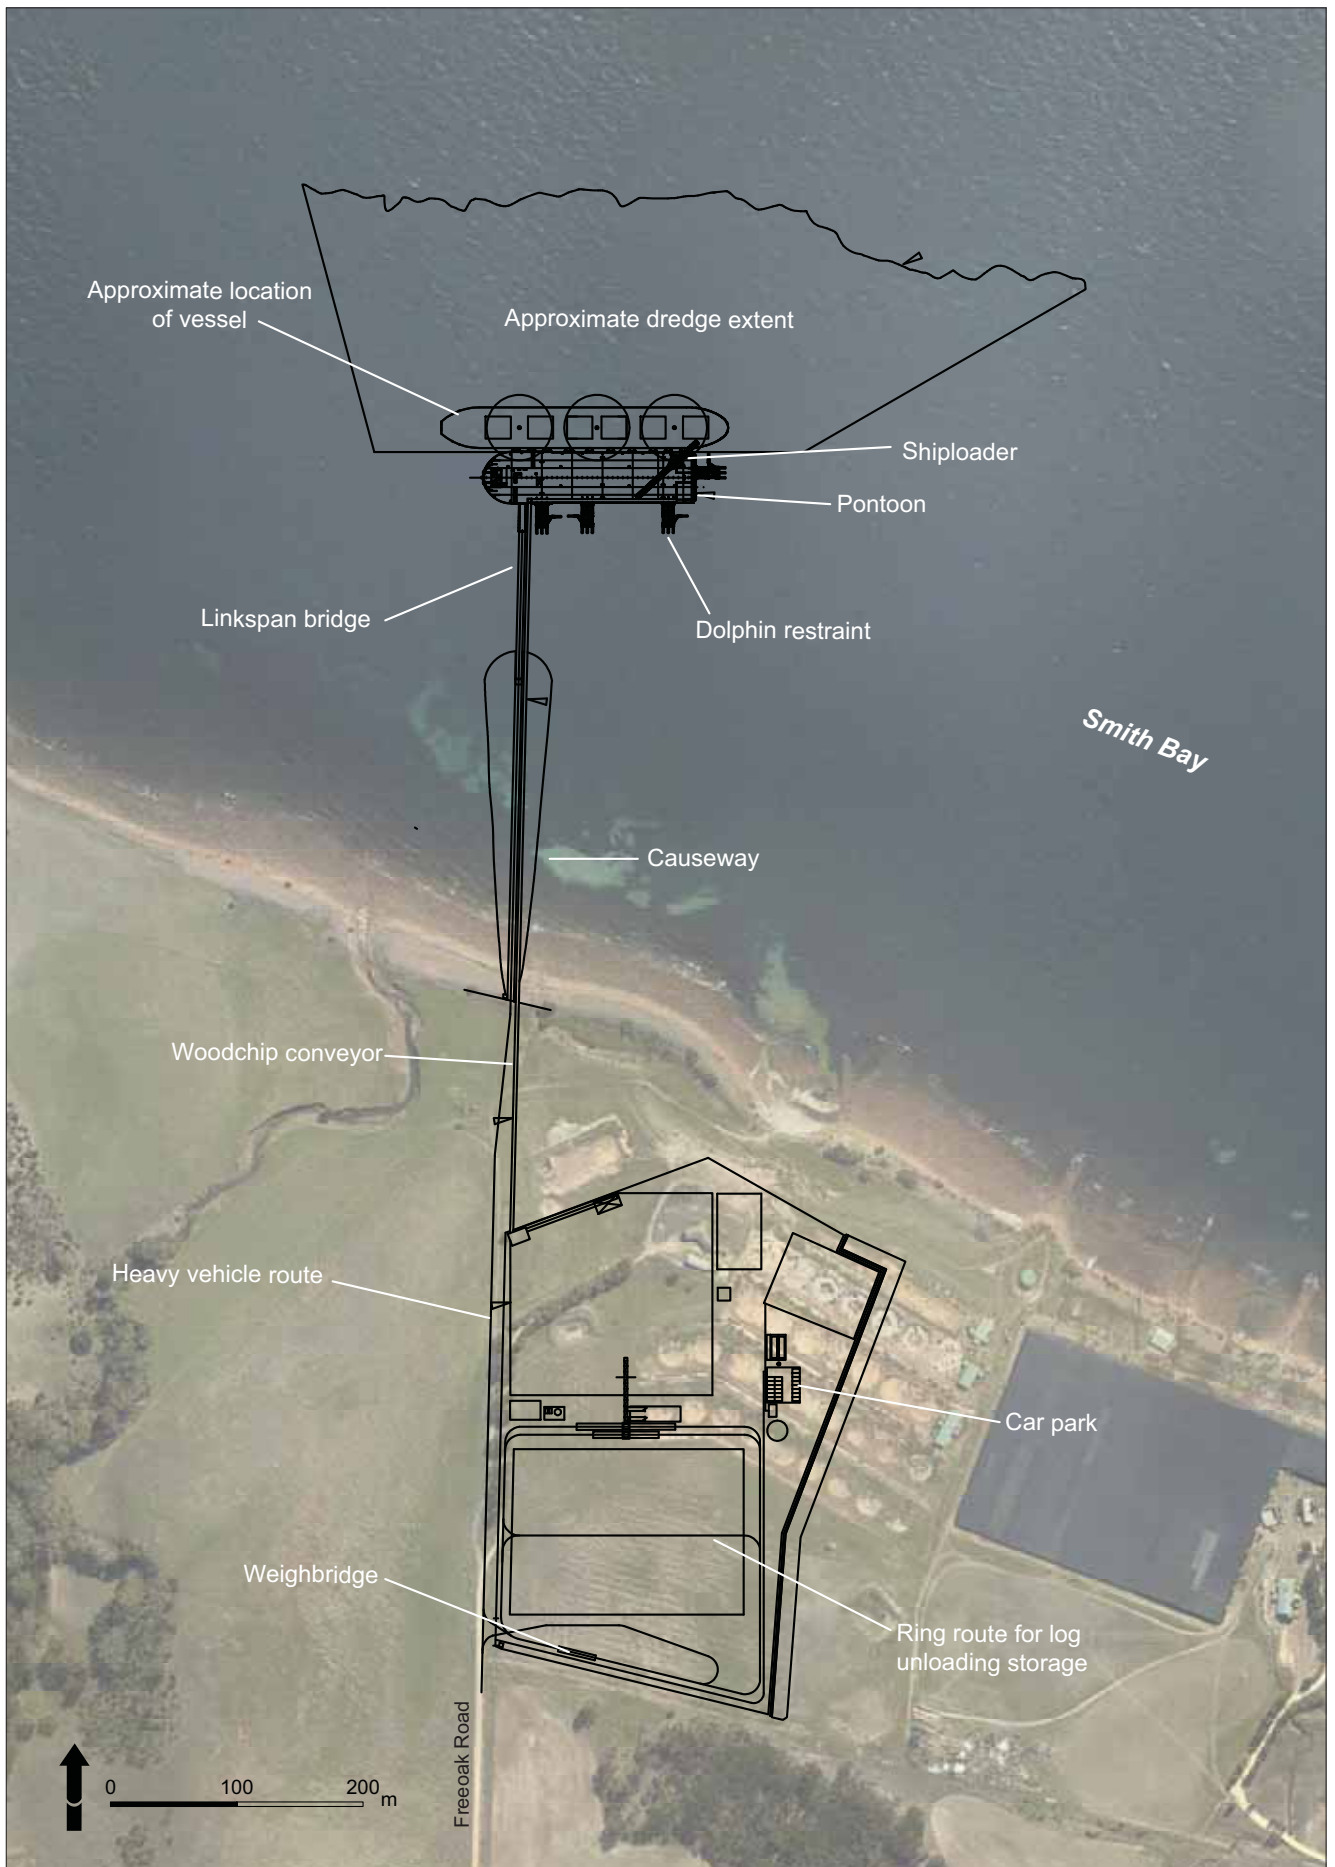 Approximate location
of vessel
Approximate dredge extent
Shiploader
Pontoon
Linkspan bridge
Dolphin restraint
Smith Bay
Causeway
Woodchip conveyor
Heavy vehicle route
Car park
Weighbridge
Ring route for log
unloading storage
Freeoak Road
0 100 200 m